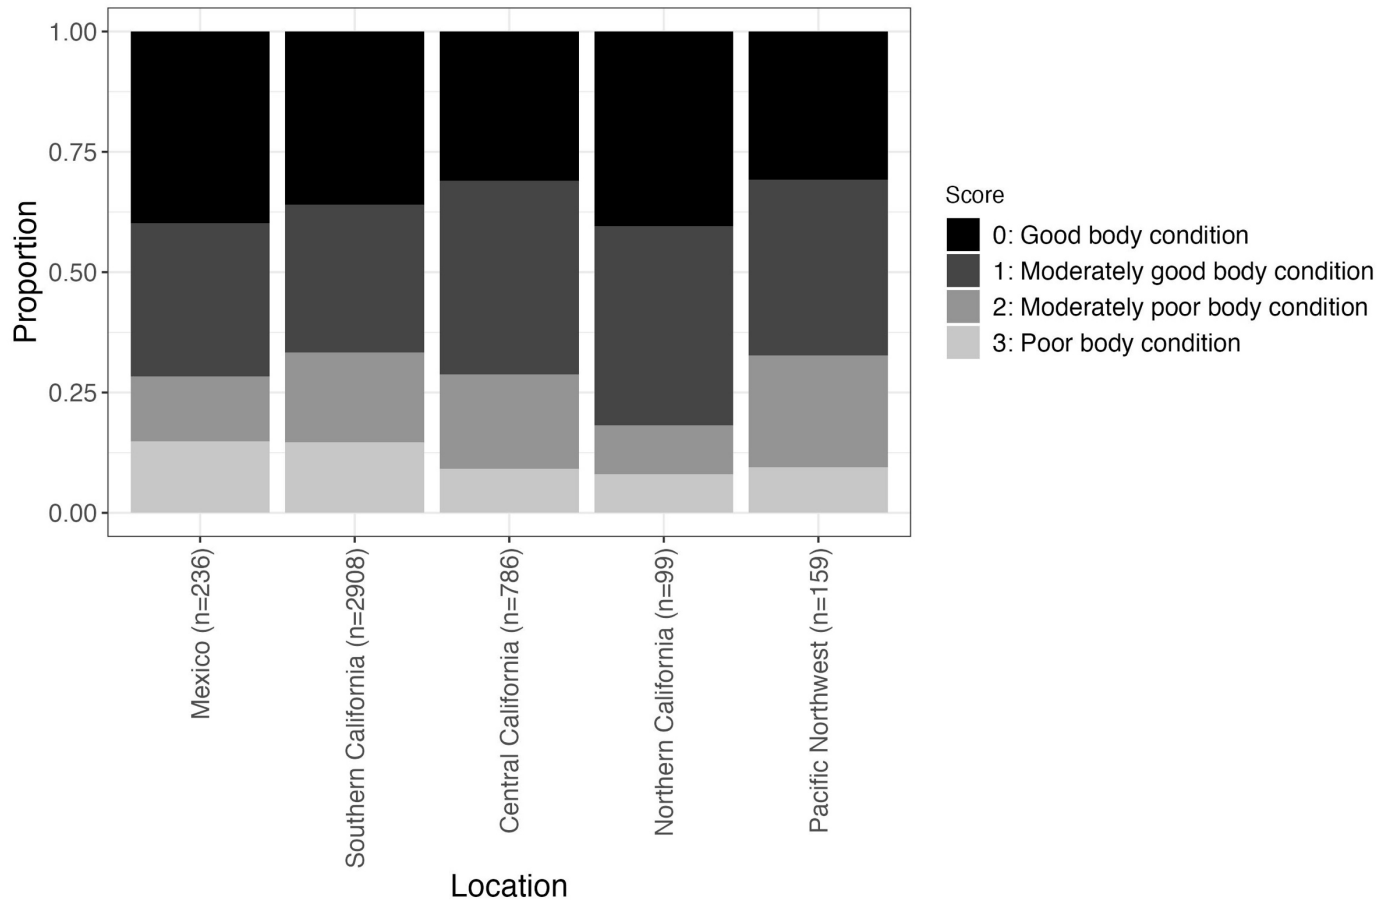 Proportion
1.00
0.75
0.50
0.25
0.00
Mexico (n=236)
Southern California (n=2908)
Central California (n=786)
Northern California (n=99)
Pacific Northwest (n=159)
Location
Score
0: Good body condition
1: Moderately good body condition
2: Moderately poor body condition
3: Poor body condition